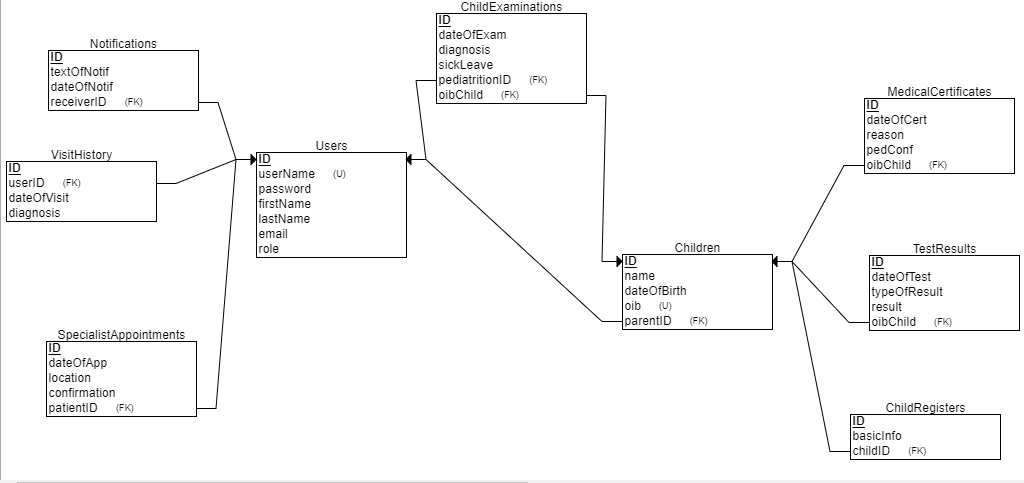 ChildExaminations
ID
dateOfExam
diagnosis
sickLeave
pediatritionID (FK)
oibChild (FK)
Notifications
ID
textOfNotif
dateOfNotif
receiverID (FK)
MedicalCertificates
ID
dateOfCert
reason
pedConf
oibChild (FK)
VisitHistory
ID
userID (FK)
dateOfVisit
diagnosis
Users
ID
userName (U)
password
firstName
lastName
email
role
Children
ID
name
dateOfBirth
oib (U)
parentID (FK)
TestResults
ID
dateOfTest
typeOfResult
result
oibChild (FK)
SpecialistAppointments
ID
dateOfApp
location
confirmation
patientID (FK)
ChildRegisters
ID
basicInfo
childID (FK)